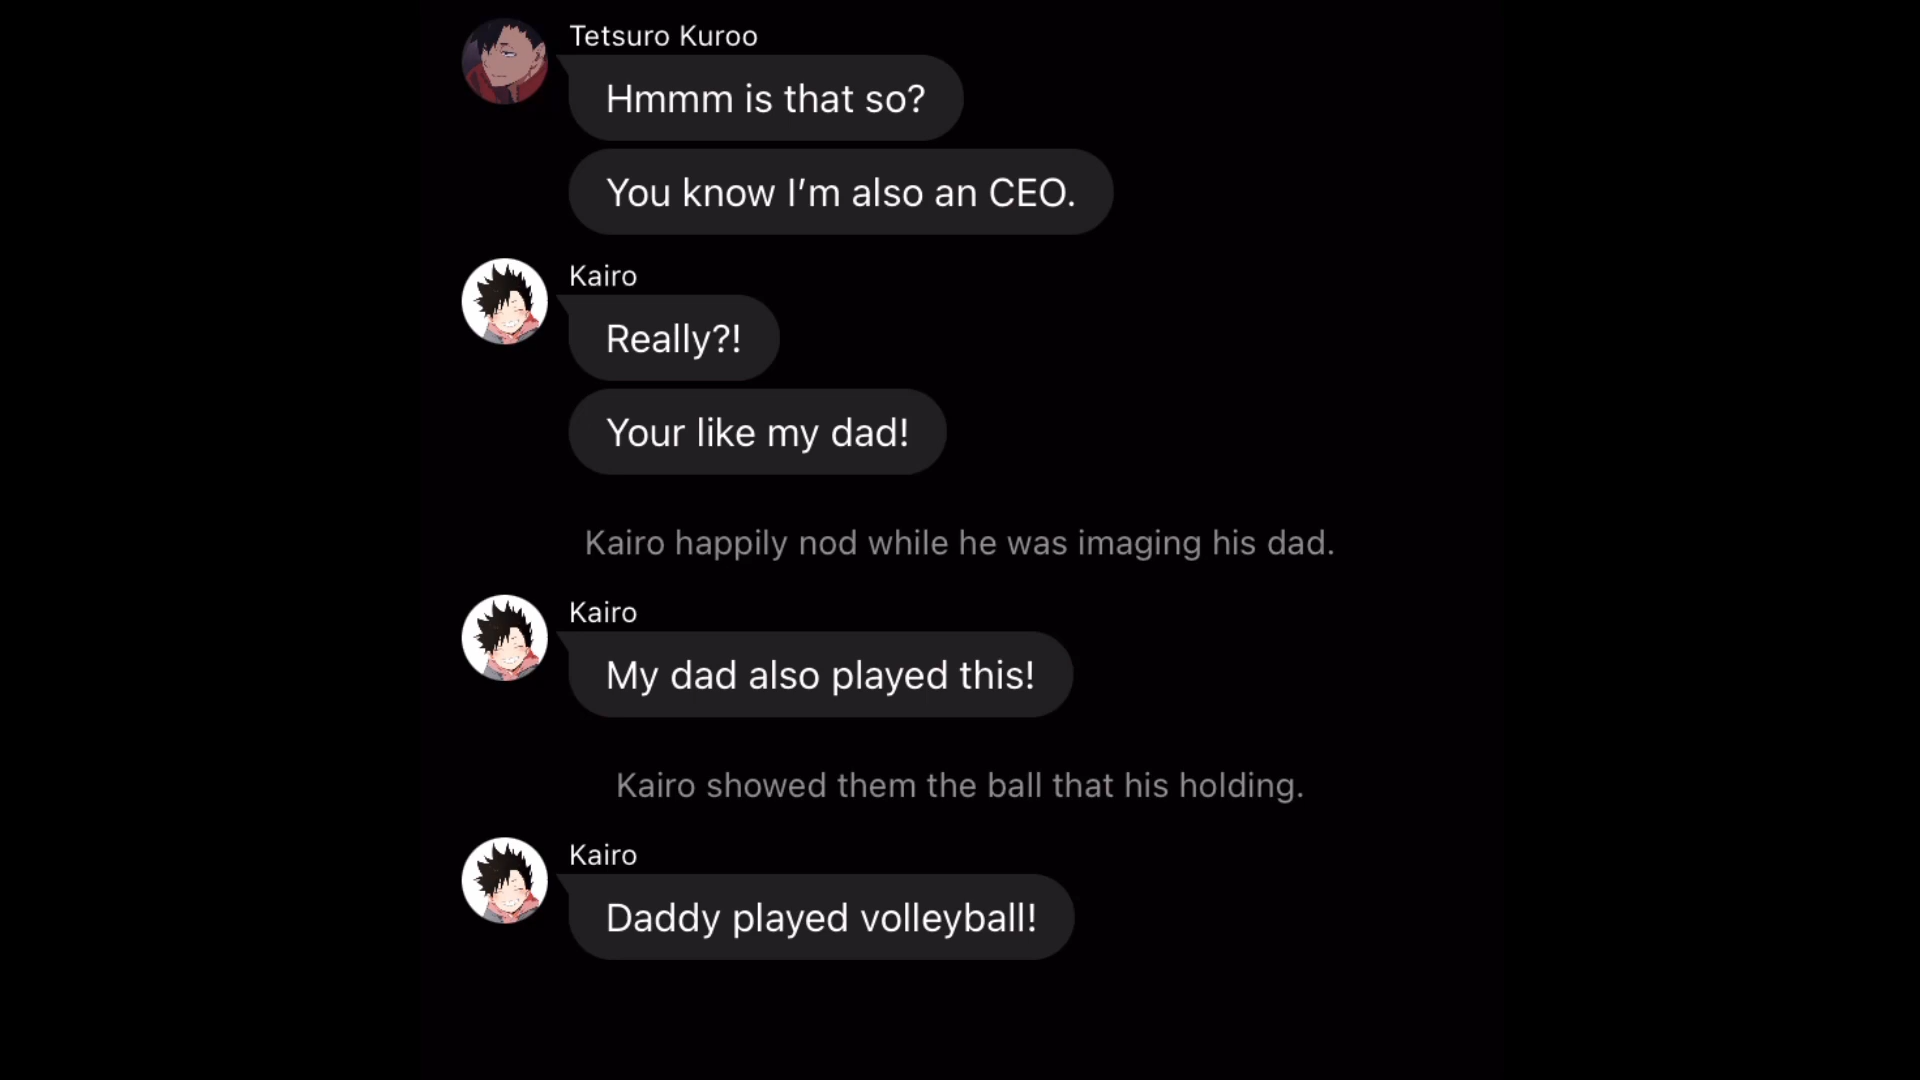 Tetsuro Kuroo
Hmmm is that so?
You know I’m also an CEO.
Kairo
Really?!
Your like my dad!
Kairo happily nod while he was imaging his dad.
Kairo
My dad also played this!
Kairo showed them the ball that his holding.
Kairo
Daddy played volleyball!